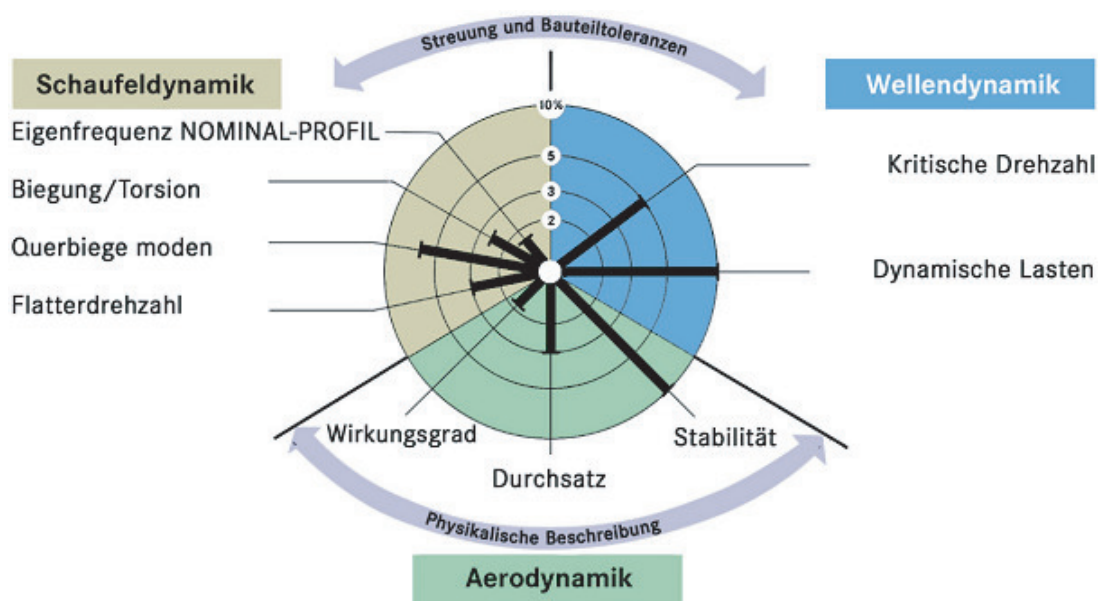 Streuung und Bauteiltoleranzen
Schaufeldynamik
Wellendynamik
10%
5
3
2
Eigenfrequenz NOMINAL-PROFIL
Biegung/Torsion
Querbiege moden
Flatterdrehzahl
Kritische Drehzahl
Dynamische Lasten
Wirkungsgrad
Durchsatz
Stabilität
Physikalische Beschreibung
Aerodynamik